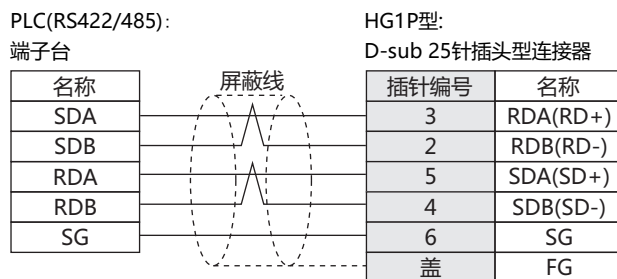 PLC(RS422/485):
端子台
HG1P型:
D-sub 25针插头型连接器
名称
屏蔽线
插针编号 名称
SDA 3 RDA(RD+)
SDB 2 RDB(RD-)
RDA 5 SDA(SD+)
RDB 4 SDB(SD-)
SG 6 SG
盖 FG